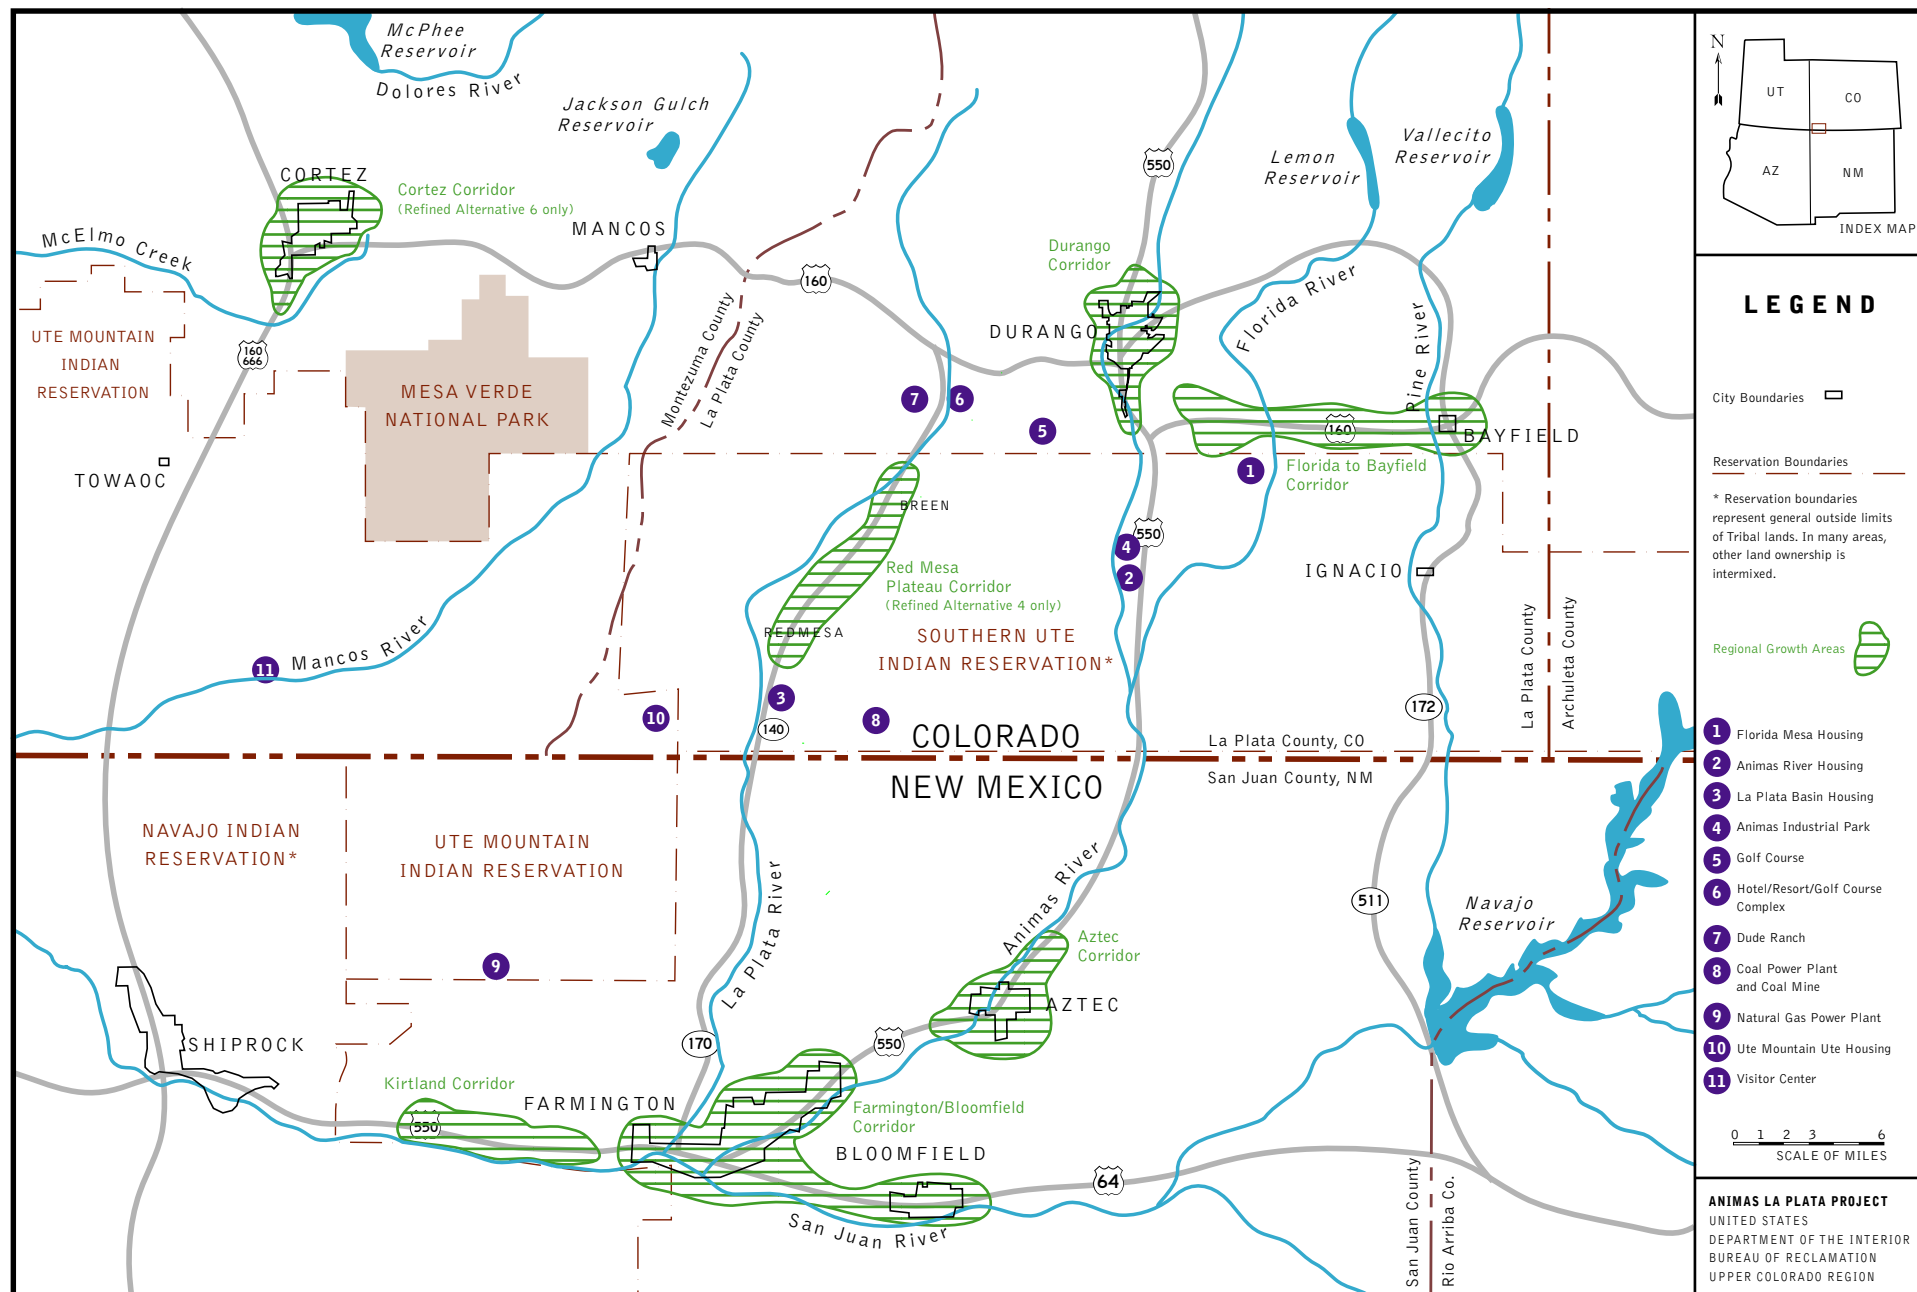 McPhee
Reservoir
Dolores River
Jackson Gulch
Reservoir
CORTEZ
Cortez Corridor
(Refined Alternative 6 only)
MANCOS
McElmo Creek
160
666
UTE MOUNTAIN
INDIAN
RESERVATION
MESA VERDE
NATIONAL PARK
TOWAOC
Montezuma County
La Plata County
160
550
Lemon
Reservoir
Vallecito
Reservoir
Durango
Corridor
DURANGO
Florida River
Pine River
7
6
5
1
160
BAYFIELD
Florida to Bayfield
Corridor
BREEN
Red Mesa
Plateau Corridor
(Refined Alternative 4 only)
REDMESA
550
4
2
IGNACIO
SOUTHERN UTE
INDIAN RESERVATION*
Mancos River
11
10
3
140
8
172
La Plata County
Archuleta County
COLORADO
NEW MEXICO
La Plata County, CO
San Juan County, NM
NAVAJO INDIAN
RESERVATION*
UTE MOUNTAIN
INDIAN RESERVATION
9
La Plata River
Animas River
511
Navajo
Reservoir
Aztec
Corridor
AZTEC
SHIPROCK
170
550
Kirtland Corridor
550
FARMINGTON
Farmington/Bloomfield
Corridor
BLOOMFIELD
64
San Juan River
San Juan County
Rio Arriba Co.
N
UT
CO
AZ
NM
INDEX MAP
LEGEND
City Boundaries
Reservation Boundaries
* Reservation boundaries
represent general outside limits
of Tribal lands. In many areas,
other land ownership is
intermixed.
Regional Growth Areas
1 Florida Mesa Housing
2 Animas River Housing
3 La Plata Basin Housing
4 Animas Industrial Park
5 Golf Course
6 Hotel/Resort/Golf Course
Complex
7 Dude Ranch
8 Coal Power Plant
and Coal Mine
9 Natural Gas Power Plant
10 Ute Mountain Ute Housing
11 Visitor Center
0 1 2 3 6
SCALE OF MILES
ANIMAS LA PLATA PROJECT
UNITED STATES
DEPARTMENT OF THE INTERIOR
BUREAU OF RECLAMATION
UPPER COLORADO REGION